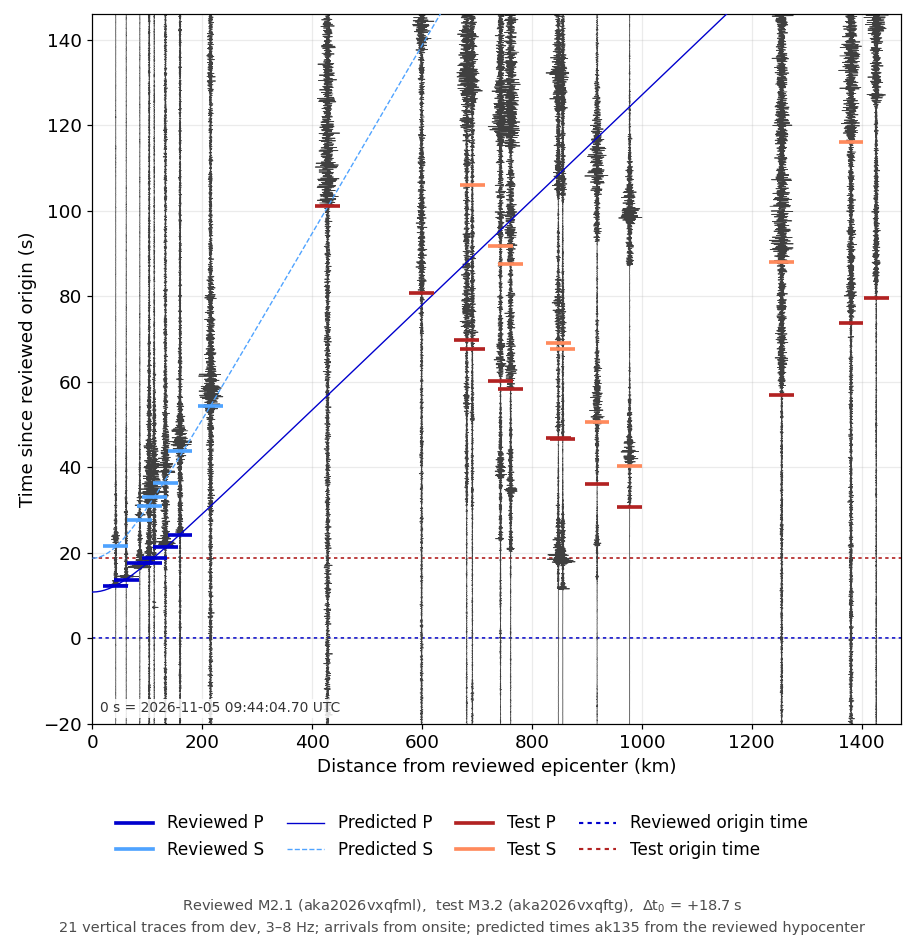 140
120
100
80
60
40
20
0
−20
Time since reviewed origin (s)
0 s = 2026-11-05 09:44:04.70 UTC
0 200 400 600 800 1000 1200 1400
Distance from reviewed epicenter (km)
Reviewed P Predicted P Test P Reviewed origin time
Reviewed S Predicted S Test S Test origin time
Reviewed M2.1 (aka2026vxqfml), test M3.2 (aka2026vxqftg), Δt₀ = +18.7 s
21 vertical traces from dev, 3–8 Hz; arrivals from onsite; predicted times ak135 from the reviewed hypocenter